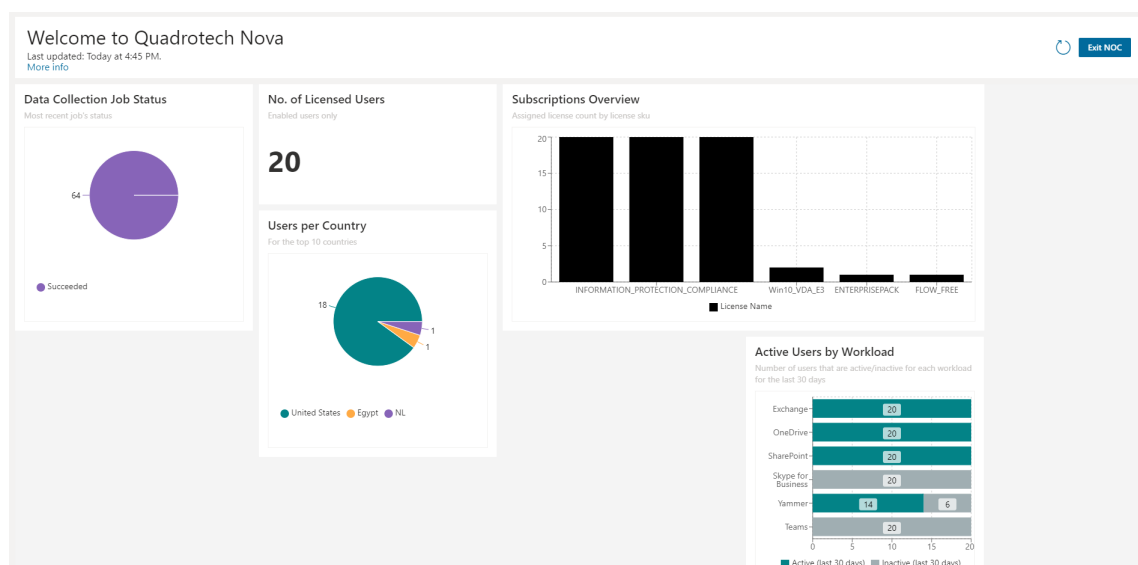 Welcome to Quadrotech Nova
Last updated: Today at 4:45 PM.
More info
Exit NOC
Data Collection Job Status
Most recent job's status
64
Succeeded
No. of Licensed Users
Enabled users only
20
Users per Country
For the top 10 countries
18
1
1
United States Egypt NL
Subscriptions Overview
Assigned license count by license sku
20
15
10
5
0
INFORMATION_PROTECTION_COMPLIANCE Win10_VDA_E3 ENTERPRISEPACK FLOW_FREE
License Name
Active Users by Workload
Number of users that are active/inactive for each workload
for the last 30 days
Exchange 20
OneDrive 20
SharePoint 20
Skype for
Business 20
Yammer 14 6
Teams 20
0 5 10 15 20
Active (last 30 days) Inactive (last 30 days)